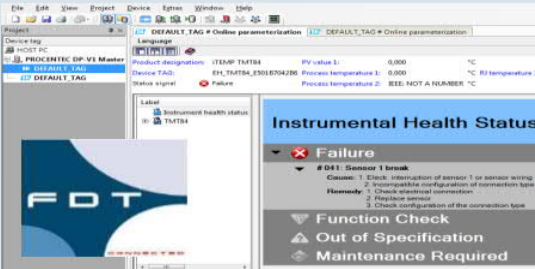 File Edit View Project Device Extras Window Help
Project
DEFAULT_TAG # Online parameterization
DEFAULT_TAG # Online parameterization
Device tag
Language
HOST PC
PROCENTEC DP-V1 Master
DEFAULT_TAG
DEFAULT_TAG
Product designation: iTEMP TMT84 PV value 1: 0,000 °C
Device TAG: EH_TMT84_E5016704286 Process temperature 1: 0,000 °C RJ temperature
Status signal Failure Process temperature 2: IEEE: NOT A NUMBER °C
Label
Instrument health status
TMT84
Instrumental Health Status
Failure
#041: Sensor 1 break
Cause: 1. Electr. interruption of sensor 1 or sensor wiring
2. Incompatible configuration of connection type
Remedy: 1. Check electrical connection
2. Replace sensor
3. Check configuration of the connection type
Function Check
Out of Specification
Maintenance Required
FDT
CONNECTED